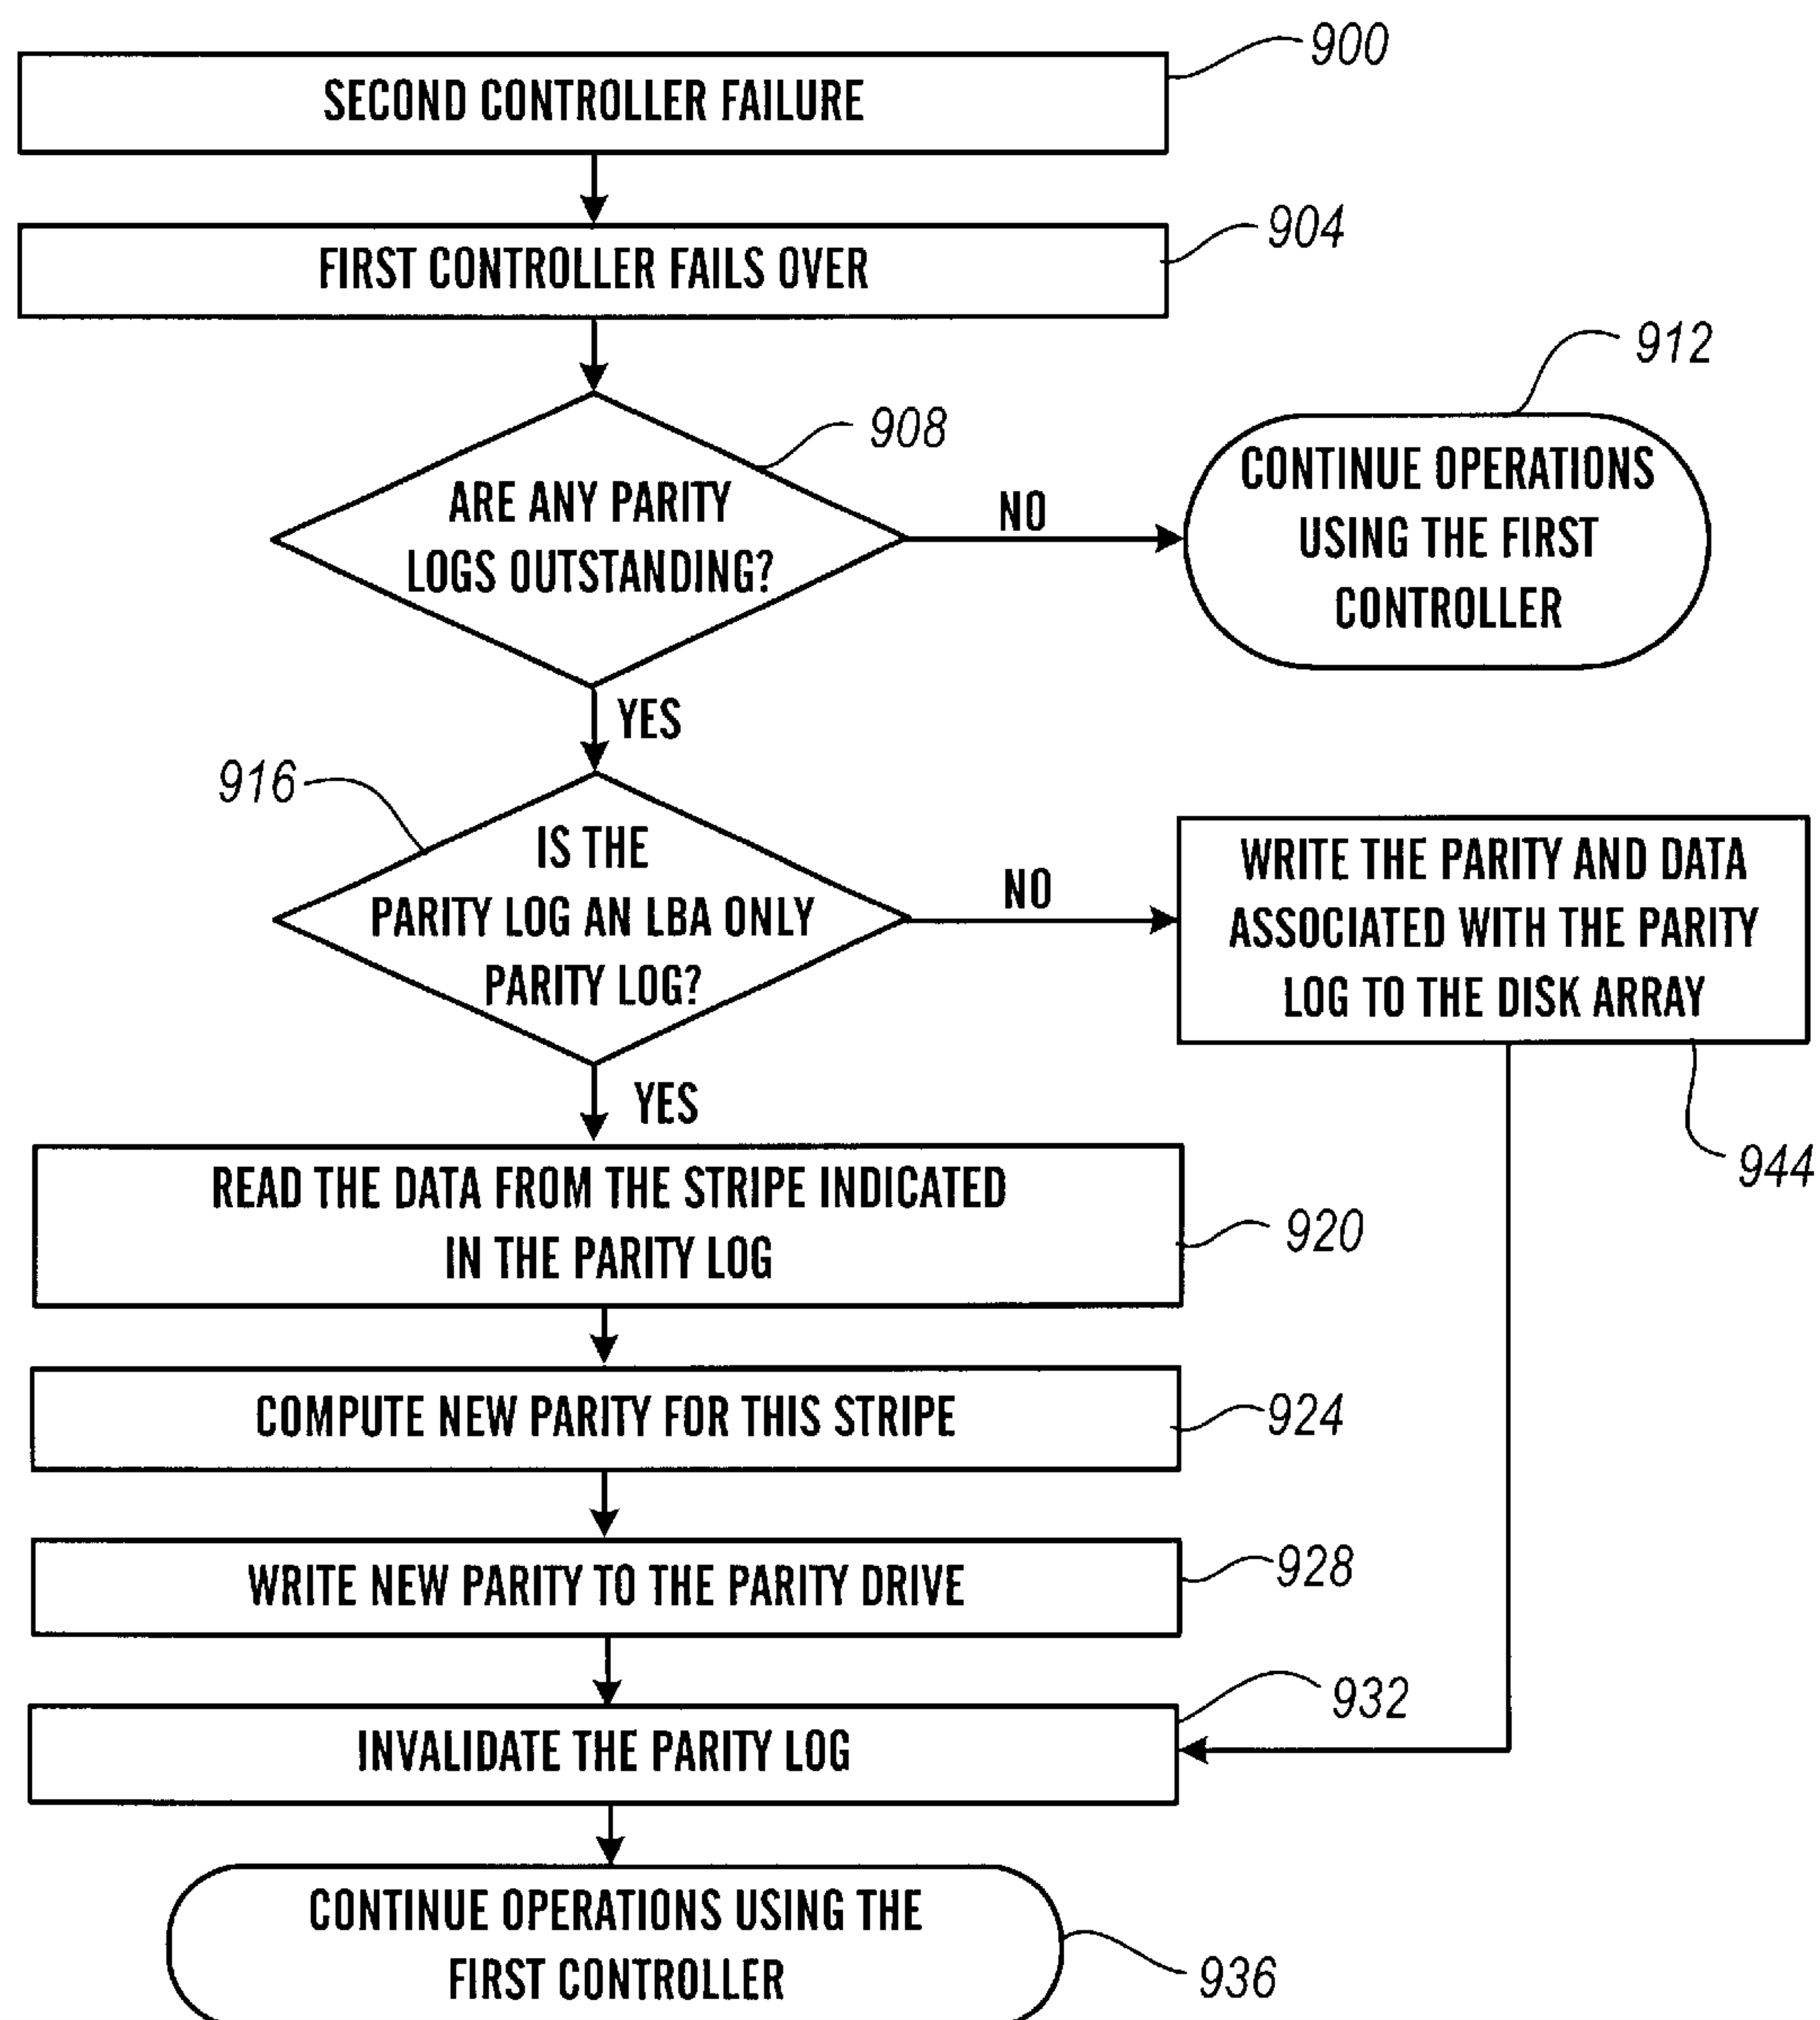 900
SECOND CONTROLLER FAILURE
904
FIRST CONTROLLER FAILS OVER
912
908
ARE ANY PARITY
LOGS OUTSTANDING?
NO
CONTINUE OPERATIONS
USING THE FIRST
CONTROLLER
YES
916
IS THE
PARITY LOG AN LBA ONLY
PARITY LOG?
NO
WRITE THE PARITY AND DATA
ASSOCIATED WITH THE PARITY
LOG TO THE DISK ARRAY
944
YES
READ THE DATA FROM THE STRIPE INDICATED
IN THE PARITY LOG
920
COMPUTE NEW PARITY FOR THIS STRIPE
924
WRITE NEW PARITY TO THE PARITY DRIVE
928
932
INVALIDATE THE PARITY LOG
CONTINUE OPERATIONS USING THE
FIRST CONTROLLER
936